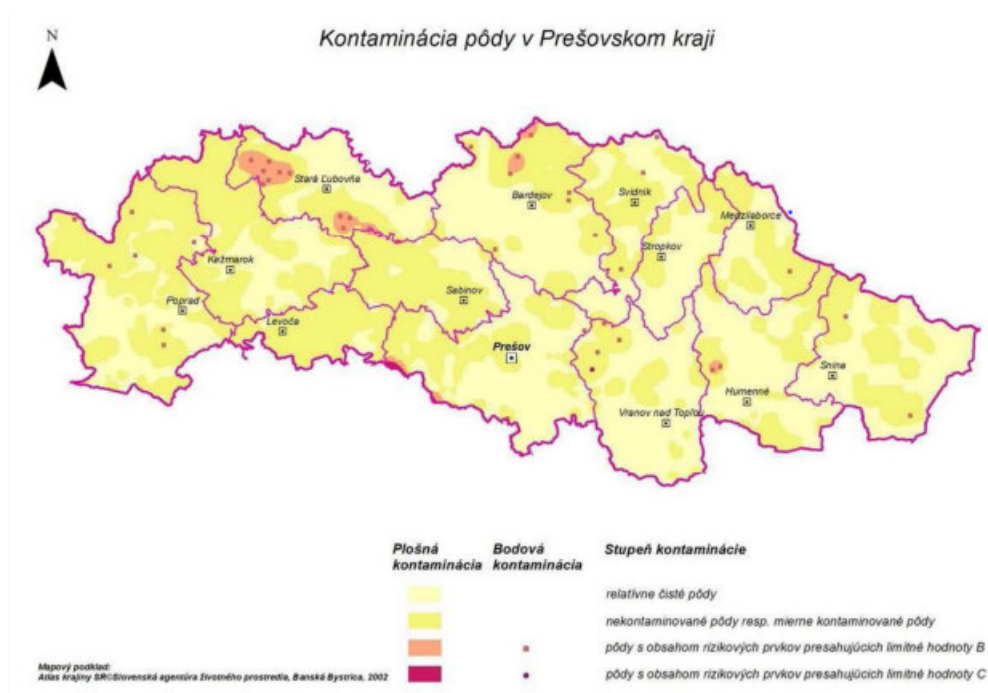 Kontaminácia pôdy v Prešovskom kraji
N
Stará Ľubovňa
Bardejov
Svidník
Medzilaborce
Stropkov
Kežmarok
Poprad
Levoča
Sabinov
Prešov
Snina
Humenné
Vranov nad Topľou
Plošná kontaminácia
Bodová kontaminácia
Stupeň kontaminácie
relatívne čisté pôdy
nekontaminované pôdy resp. mierne kontaminované pôdy
pôdy s obsahom rizikových prvkov presahujúcich limitné hodnoty B
pôdy s obsahom rizikových prvkov presahujúcich limitné hodnoty C
Mapový podklad:
Atlas krajiny SR©Slovenská agentúra životného prostredia, Banská Bystrica, 2002